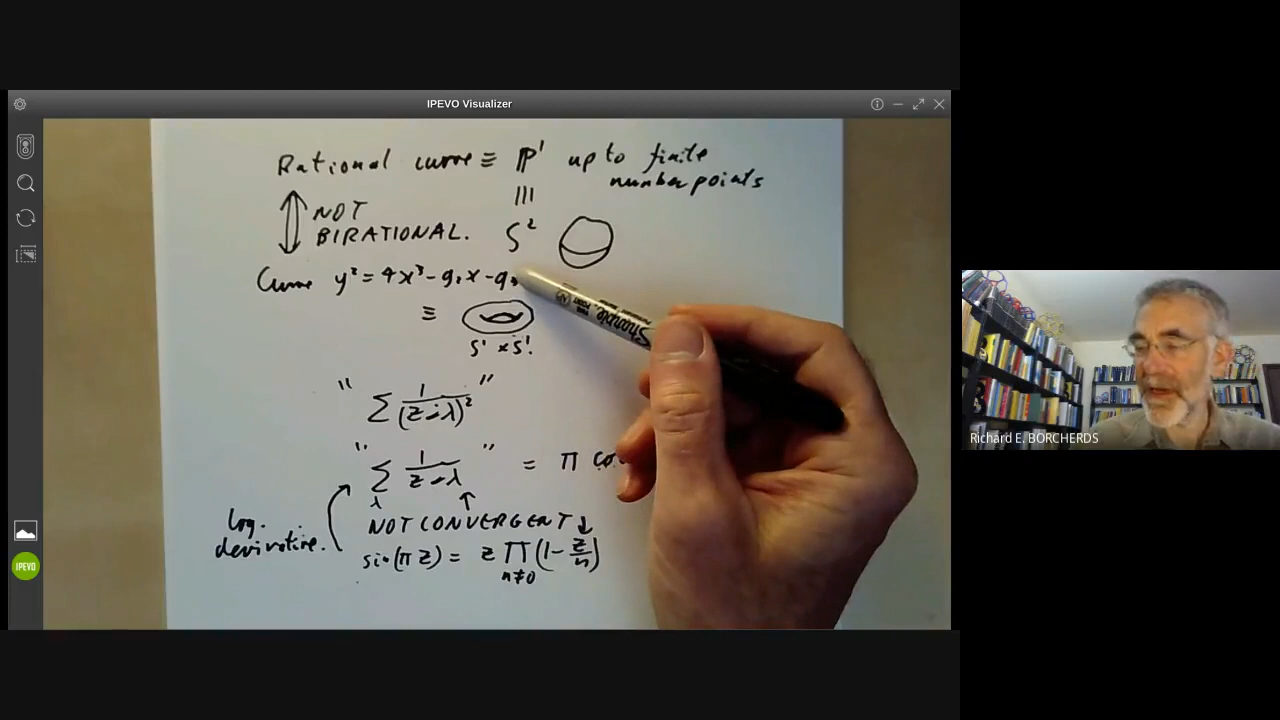 IPEVO Visualizer
Rational curve ≡ P¹ up to finite
number points
|||
NOT
BIRATIONAL.
S²
Curve y² = 4x³ - g₂x - g₃
≡
S¹ × S¹.
" Σ 1/(z-λ)² "
" Σ 1/(z-λ) " = π
λ
NOT CONVERGENT
log.
derivative.
sin(πz) = z ∏ (1 - z/n)
n≠0
Sharpie
IPEVO
Richard E. BORCHERDS